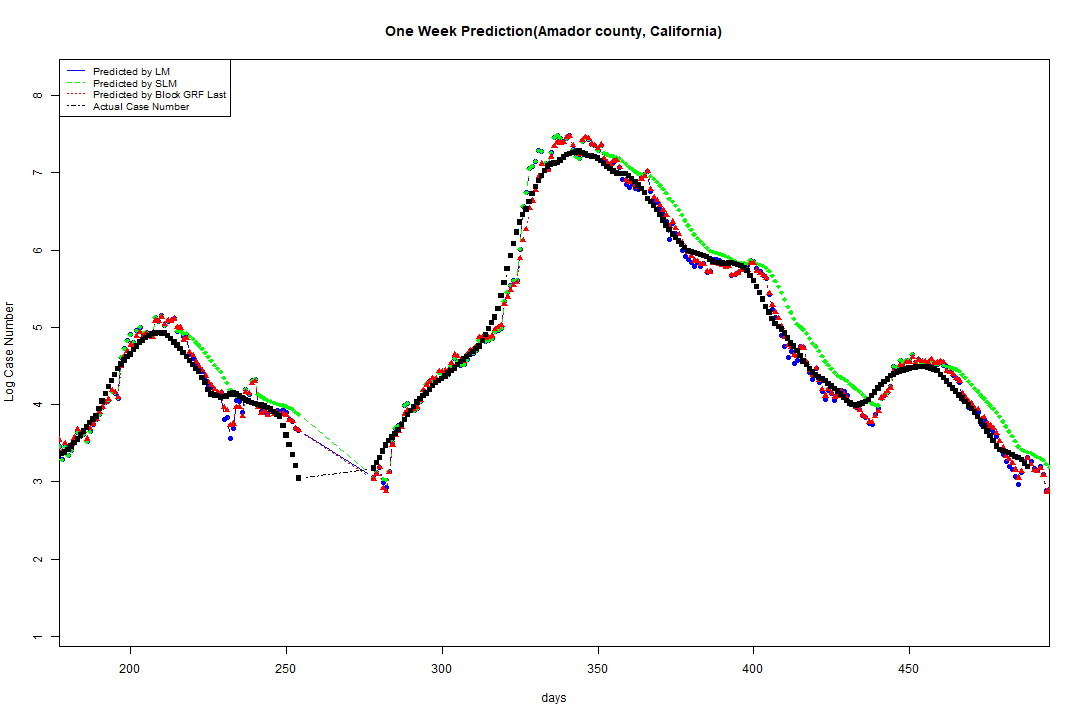 One Week Prediction(Amador county, California)
Predicted by LM
Predicted by SLM
Predicted by Block GRF Last
Actual Case Number
8
7
6
5
4
3
2
1
Log Case Number
200 250 300 350 400 450
days